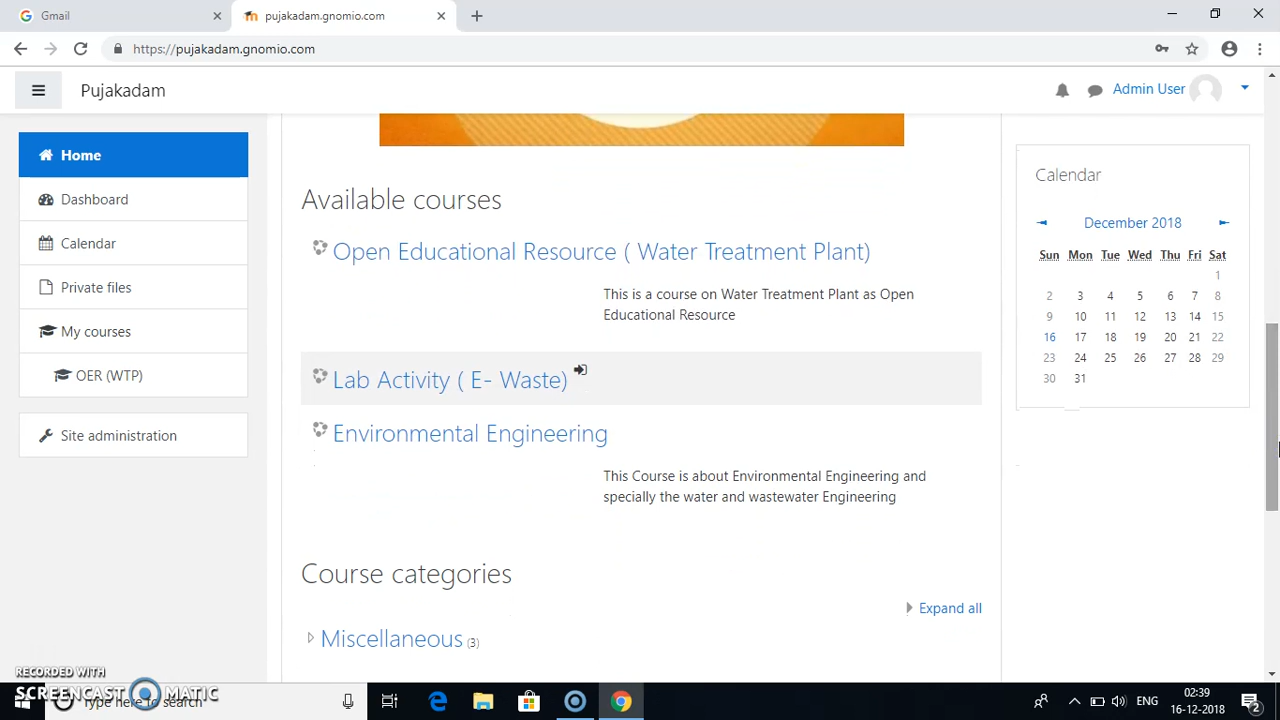 Gmail
pujakadam.gnomio.com
https://pujakadam.gnomio.com
Pujakadam
Admin User
Home
Dashboard
Calendar
Private files
My courses
OER (WTP)
Site administration
Available courses
Open Educational Resource ( Water Treatment Plant)
This is a course on Water Treatment Plant as Open
Educational Resource
Lab Activity ( E- Waste)
Environmental Engineering
This Course is about Environmental Engineering and
specially the water and wastewater Engineering
Course categories
Expand all
Miscellaneous (3)
Calendar
◄ December 2018 ►
Sun Mon Tue Wed Thu Fri Sat
1
2 3 4 5 6 7 8
9 10 11 12 13 14 15
16 17 18 19 20 21 22
23 24 25 26 27 28 29
30 31
RECORDED WITH
SCREENCAST MATIC
Type here to search
ENG
02:39
16-12-2018
2